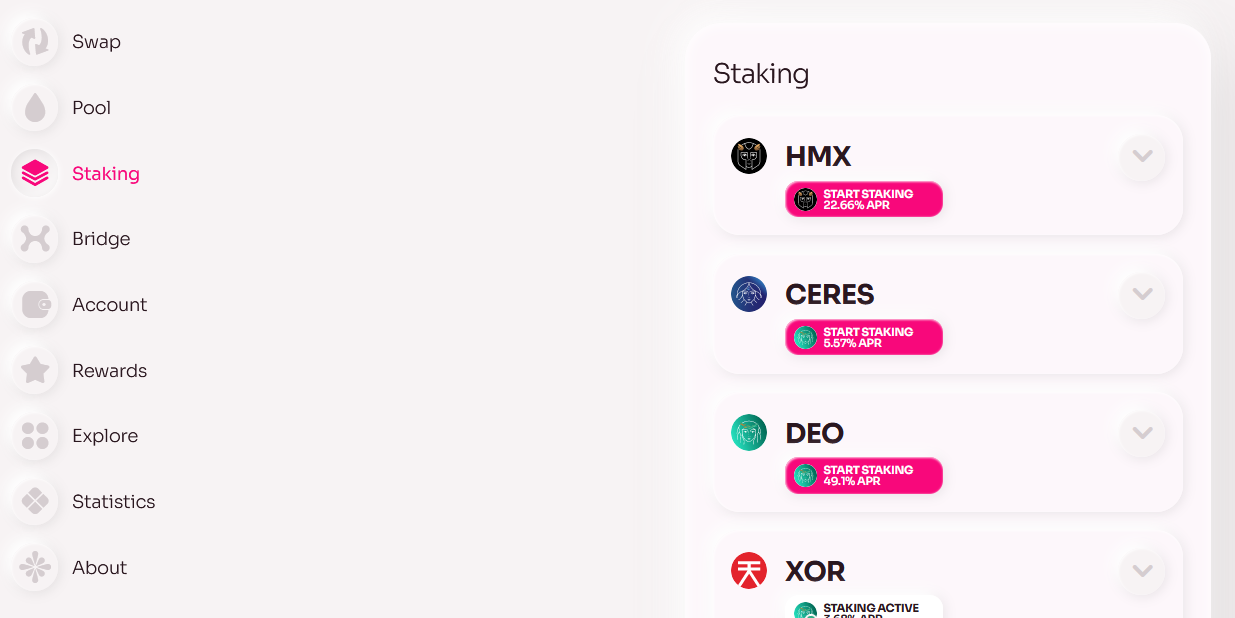 Swap
Pool
Staking
Bridge
Account
Rewards
Explore
Statistics
About
Staking
HMX
START STAKING
22.66% APR
CERES
START STAKING
5.57% APR
DEO
START STAKING
49.1% APR
XOR
STAKING ACTIVE